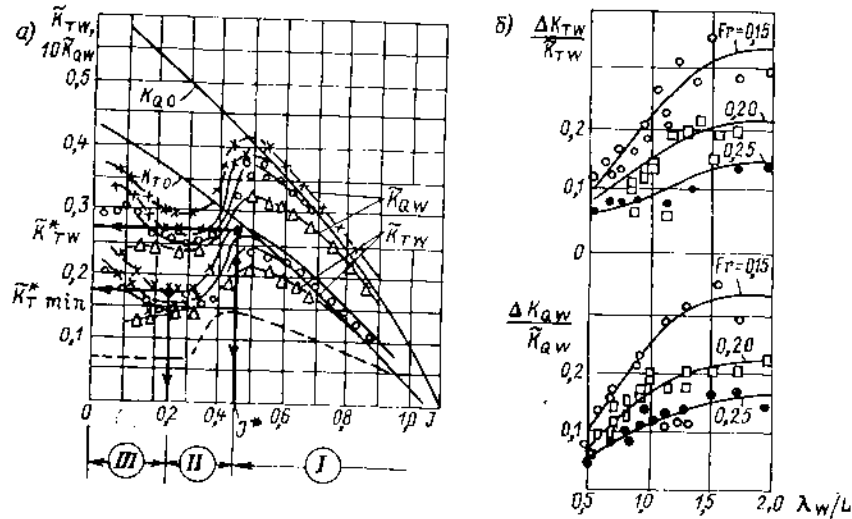 а) K̃TW,
10K̃QW
0,5
0,4
0,3
K̃*TW
0,2
K̃*T min
0,1
0
0,2
0,4
J*
0,6
0,8
1,0
J
KQ0
KT0
K̃QW
K̃TW
III
II
I
б) ΔKTW
K̃TW
Fr=0,15
0,20
0,25
0,2
0,1
0
ΔKQW
K̃QW
Fr=0,15
0,20
0,25
0,2
0,1
0,5
1,0
1,5
2,0
λW/L